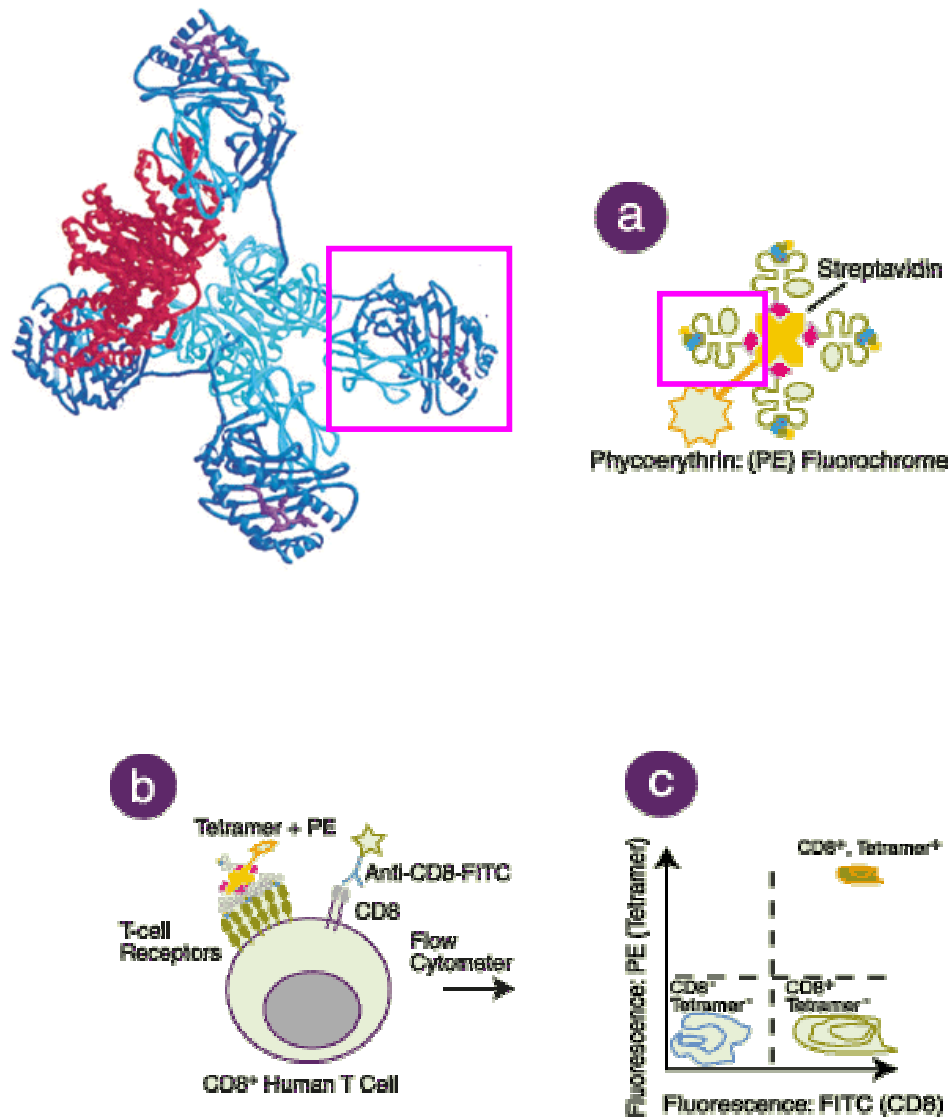 a
Streptavidin
Phycoerythrin: (PE) Fluorochrome
b
Tetramer + PE
Anti-CD8-FITC
CD8
T-cell
Receptors
Flow
Cytometer
CD8+ Human T Cell
c
Fluorescence: PE (Tetramer)
CD8+, Tetramer+
CD8-
Tetramer-
CD8+
Tetramer-
Fluorescence: FITC (CD8)